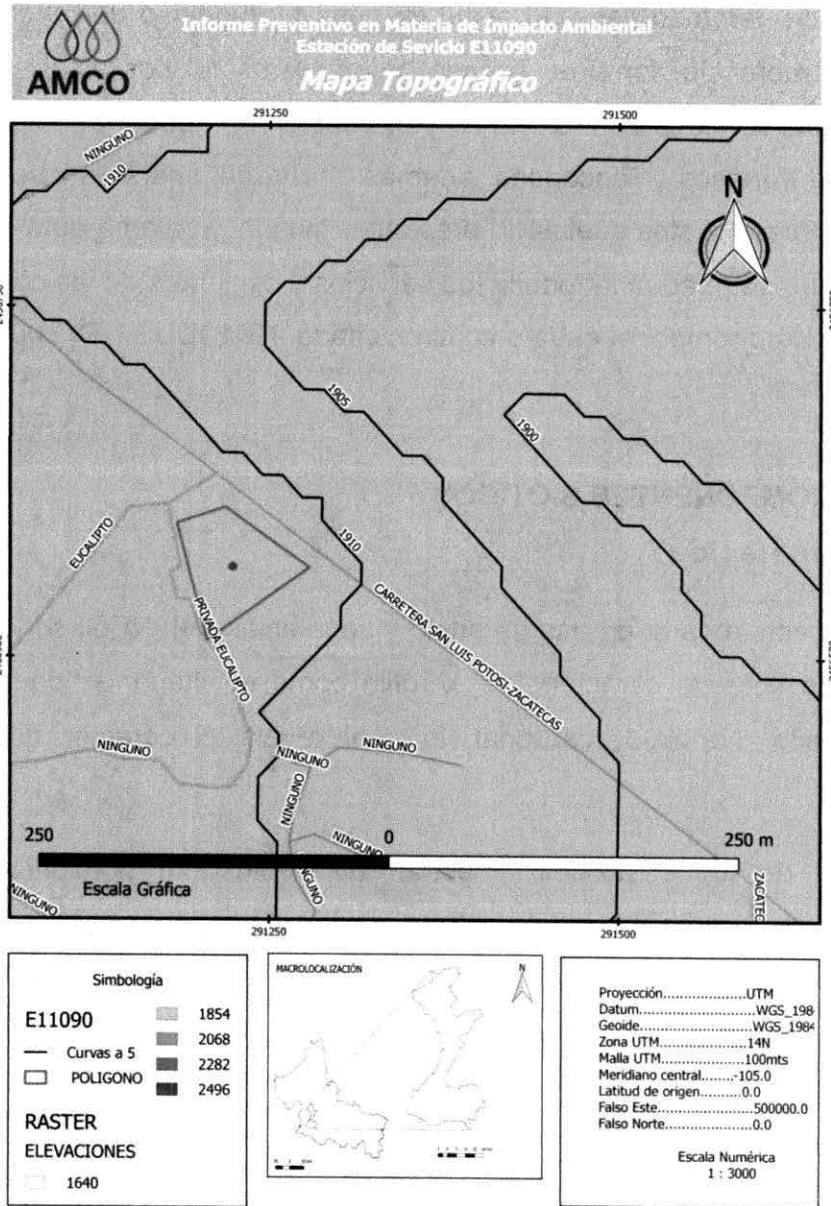 AMCO
Informe Preventivo en Materia de Impacto Ambiental
Estación de Sevicio E11090
Mapa Topográfico
291250
291500
NINGUNO
1910
N
1905
1900
EUCALIPTO
1910
PRIVADA EUCALIPTO
CARRETERA SAN LUIS POTOSI-ZACATECAS
NINGUNO
NINGUNO
NINGUNO
NINGUNO
NINGUNO
NINGUNO
ZACATEC
250
0
250 m
Escala Gráfica
291250
291500
Simbología
E11090
Curvas a 5
POLIGONO
RASTER
ELEVACIONES
1640
1854
2068
2282
2496
MACROLOCALIZACIÓN
N
Proyección....................UTM
Datum.........................WGS_198
Geoide........................WGS_1984
Zona UTM....................14N
Malla UTM....................100mts
Meridiano central........-105.0
Latitud de origen..........0.0
Falso Este....................500000.0
Falso Norte..................0.0
Escala Numérica
1 : 3000